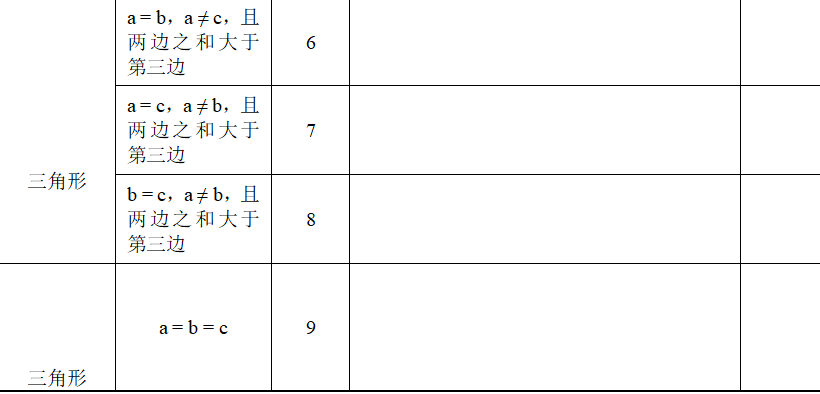 a = b，a ≠ c，且
两边之和大于
第三边
6
a = c，a ≠ b，且
两边之和大于
第三边
7
三角形
b = c，a ≠ b，且
两边之和大于
第三边
8
a = b = c
9
三角形